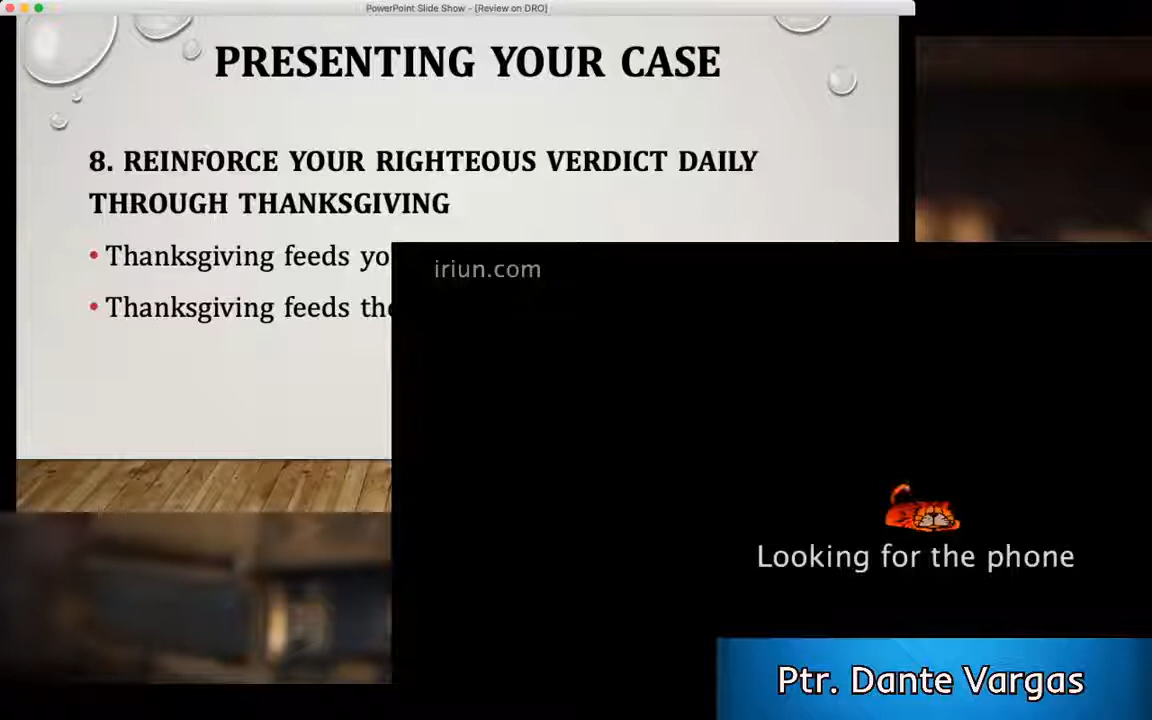 PowerPoint Slide Show - [Review on DRO]
PRESENTING YOUR CASE
8. REINFORCE YOUR RIGHTEOUS VERDICT DAILY
THROUGH THANKSGIVING
• Thanksgiving feeds yo
• Thanksgiving feeds the
iriun.com
Looking for the phone
Ptr. Dante Vargas